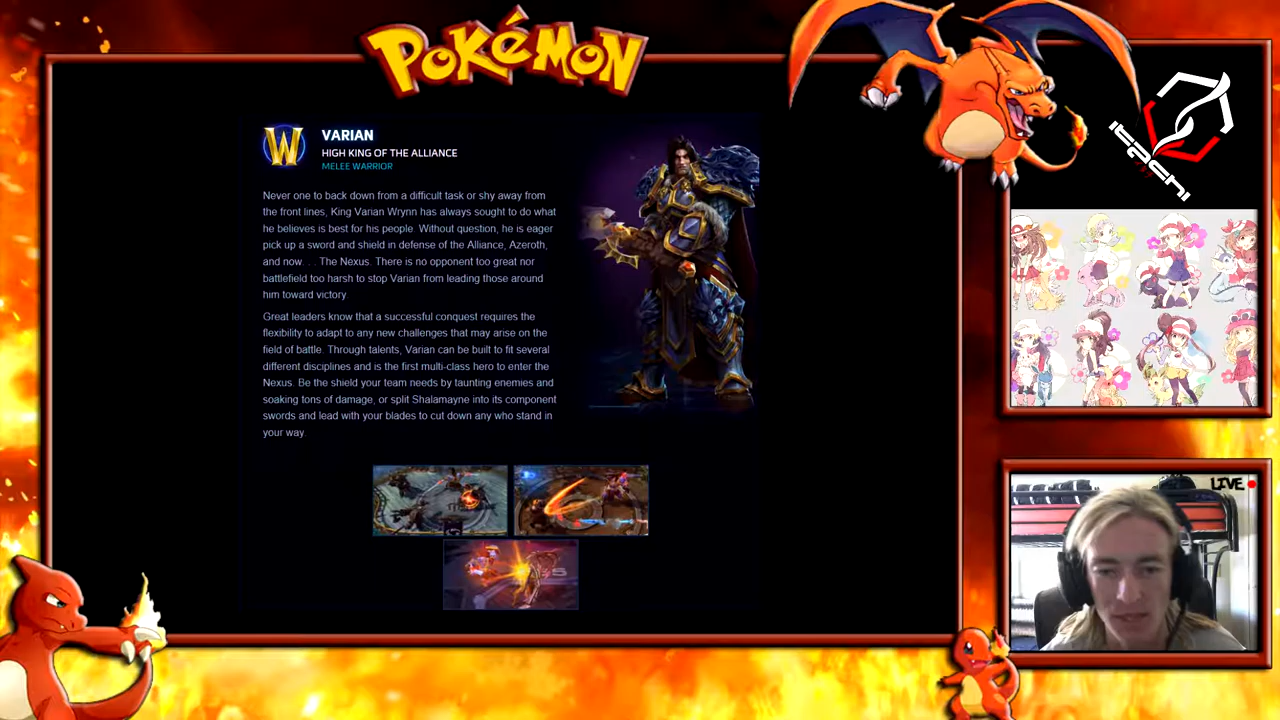 POKéMON
itachi
VARIAN
HIGH KING OF THE ALLIANCE
MELEE WARRIOR
Never one to back down from a difficult task or shy away from
the front lines, King Varian Wrynn has always sought to do what
he believes is best for his people. Without question, he is eager
pick up a sword and shield in defense of the Alliance, Azeroth,
and now. . . The Nexus. There is no opponent too great nor
battlefield too harsh to stop Varian from leading those around
him toward victory
Great leaders know that a successful conquest requires the
flexibility to adapt to any new challenges that may arise on the
field of battle. Through talents, Varian can be built to fit several
different disciplines and is the first multi-class hero to enter the
Nexus. Be the shield your team needs by taunting enemies and
soaking tons of damage, or split Shalamayne into its component
swords and lead with your blades to cut down any who stand in
your way.
LIVE